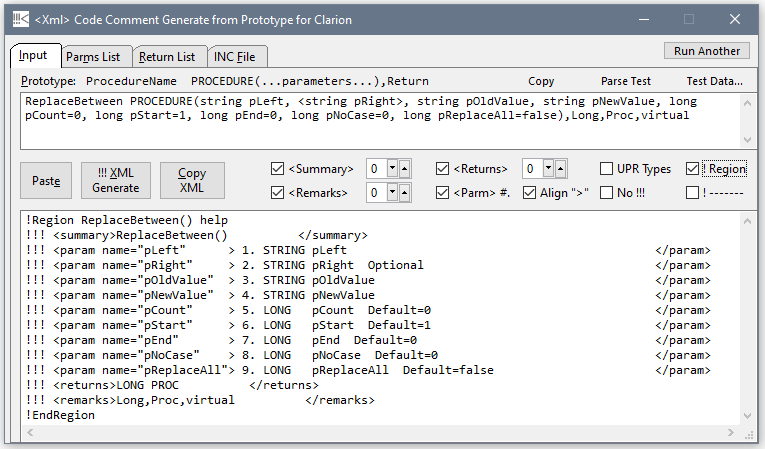 !!!< <Xml> Code Comment Generate from Prototype for Clarion
Input Parms List Return List INC File Run Another
Prototype: ProcedureName PROCEDURE(...parameters...),Return Copy Parse Test Test Data...
ReplaceBetween PROCEDURE(string pLeft, <string pRight>, string pOldValue, string pNewValue, long
pCount=0, long pStart=1, long pEnd=0, long pNoCase=0, long pReplaceAll=false),Long,Proc,virtual
Paste
!!! XML
Generate
Copy
XML
<Summary> 0 <Returns> 0 UPR Types ! Region
<Remarks> 0 <Parm> #. Align ">" No !!! ! -------
!Region ReplaceBetween() help
!!! <summary>ReplaceBetween() </summary>
!!! <param name="pLeft" > 1. STRING pLeft </param>
!!! <param name="pRight" > 2. STRING pRight Optional </param>
!!! <param name="pOldValue" > 3. STRING pOldValue </param>
!!! <param name="pNewValue" > 4. STRING pNewValue </param>
!!! <param name="pCount" > 5. LONG pCount Default=0 </param>
!!! <param name="pStart" > 6. LONG pStart Default=1 </param>
!!! <param name="pEnd" > 7. LONG pEnd Default=0 </param>
!!! <param name="pNoCase" > 8. LONG pNoCase Default=0 </param>
!!! <param name="pReplaceAll"> 9. LONG pReplaceAll Default=false </param>
!!! <returns>LONG PROC </returns>
!!! <remarks>Long,Proc,virtual </remarks>
!EndRegion